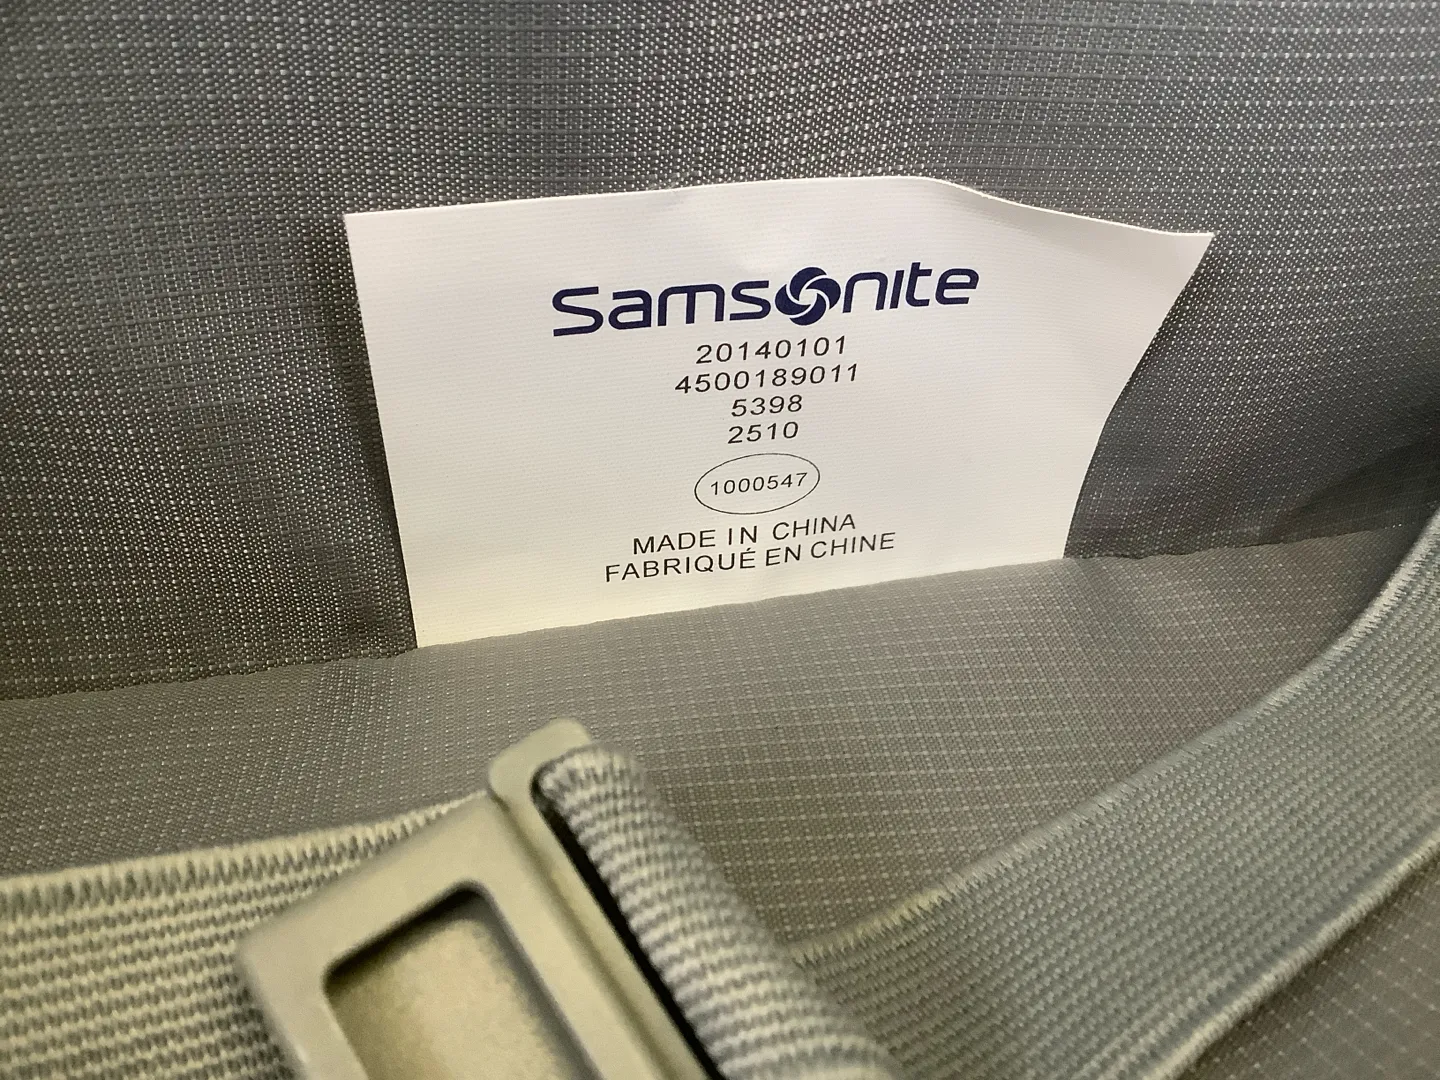 Samsonite
20140101
4500189011
5398
2510
1000547
MADE IN CHINA
FABRIQUÉ EN CHINE